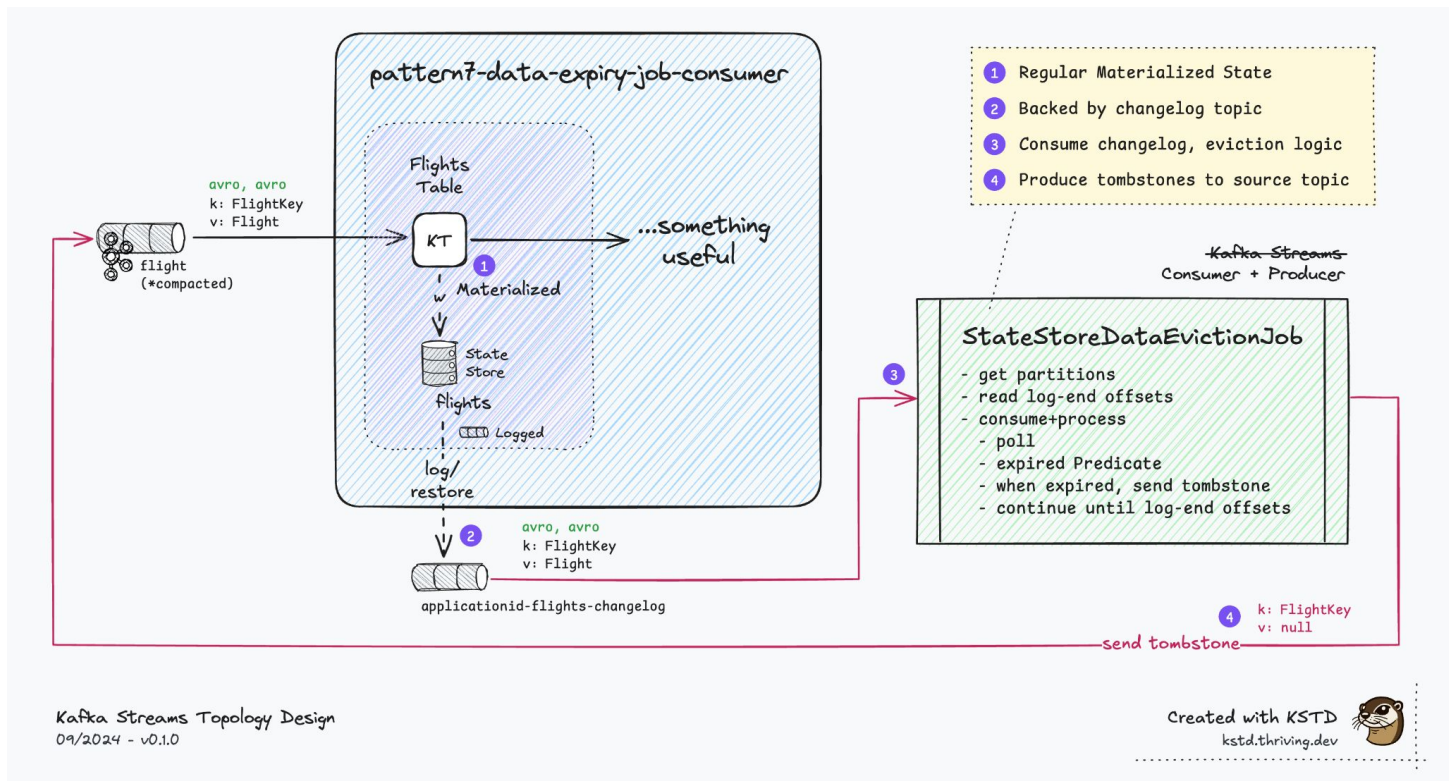 pattern7-data-expiry-job-consumer
Flights
Table
avro, avro
k: FlightKey
v: Flight
flight
(*compacted)
KT
1
Materialized
w
...something
useful
State
Store
flights
Logged
log/
restore
2
avro, avro
k: FlightKey
v: Flight
applicationid-flights-changelog
1 Regular Materialized State
2 Backed by changelog topic
3 Consume changelog, eviction logic
4 Produce tombstones to source topic
Kafka Streams
Consumer + Producer
3
StateStoreDataEvictionJob
- get partitions
- read log-end offsets
- consume+process
- poll
- expired Predicate
- when expired, send tombstone
- continue until log-end offsets
4
k: FlightKey
v: null
send tombstone
Kafka Streams Topology Design
09/2024 - v0.1.0
Created with KSTD
kstd.thriving.dev